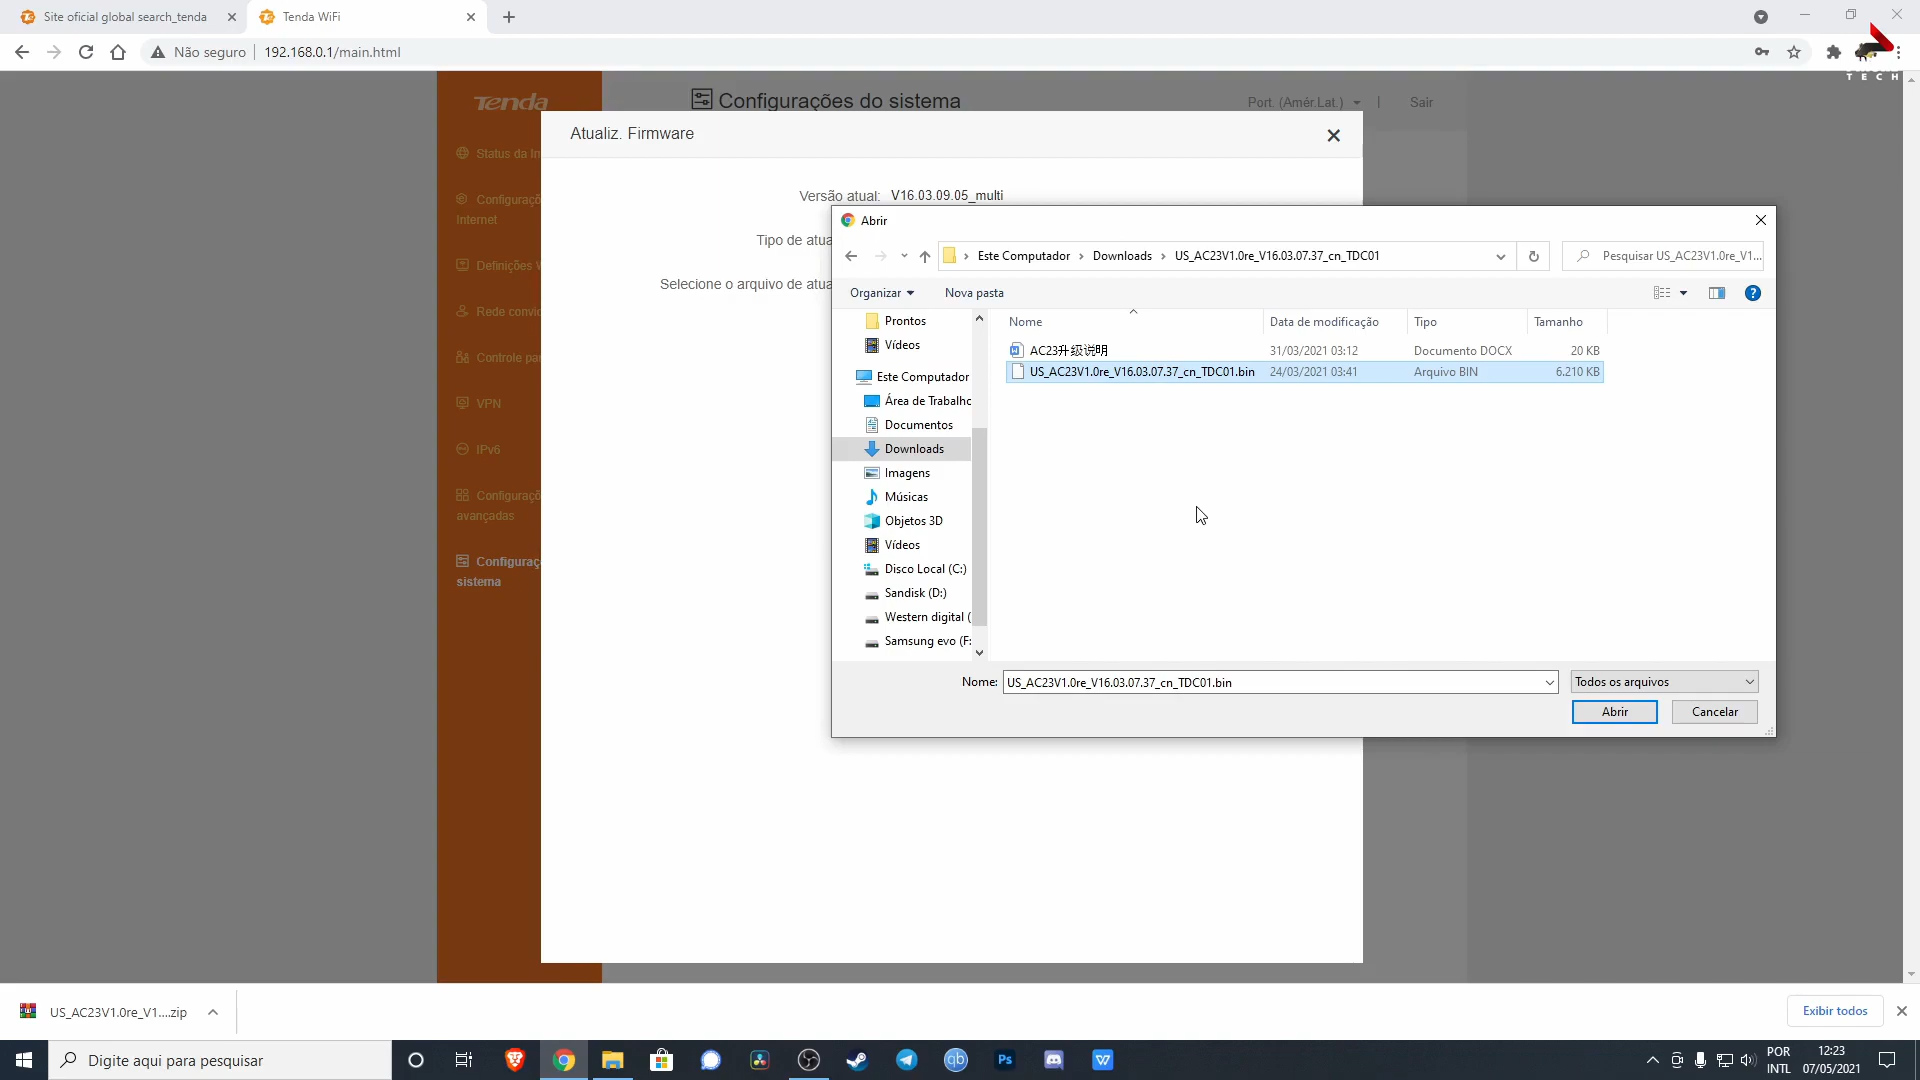 Site oficial global search_tenda
Tenda WiFi
Não seguro
192.168.0.1/main.html
TECH
Tenda
Configurações do sistema
Port. (Amér.Lat.)
Sair
Atualiz. Firmware
Status da In
Configuraçõ
Internet
Definições W
Rede convid
Controle par
VPN
IPv6
Configuraçõ
avançadas
Configuraç
sistema
Versão atual: V16.03.09.05_multi
Tipo de atua
Selecione o arquivo de atua
Abrir
Este Computador
Downloads
US_AC23V1.0re_V16.03.07.37_cn_TDC01
Pesquisar US_AC23V1.0re_V1...
Organizar
Nova pasta
Prontos
Vídeos
Este Computador
Área de Trabalho
Documentos
Downloads
Imagens
Músicas
Objetos 3D
Vídeos
Disco Local (C:)
Sandisk (D:)
Western digital (
Samsung evo (F:
Nome Data de modificação Tipo Tamanho
AC23升级说明 31/03/2021 03:12 Documento DOCX 20 KB
US_AC23V1.0re_V16.03.07.37_cn_TDC01.bin 24/03/2021 03:41 Arquivo BIN 6.210 KB
Nome: US_AC23V1.0re_V16.03.07.37_cn_TDC01.bin
Todos os arquivos
Abrir
Cancelar
US_AC23V1.0re_V1....zip
Exibir todos
Digite aqui para pesquisar
qb
Ps
W
POR
INTL
12:23
07/05/2021